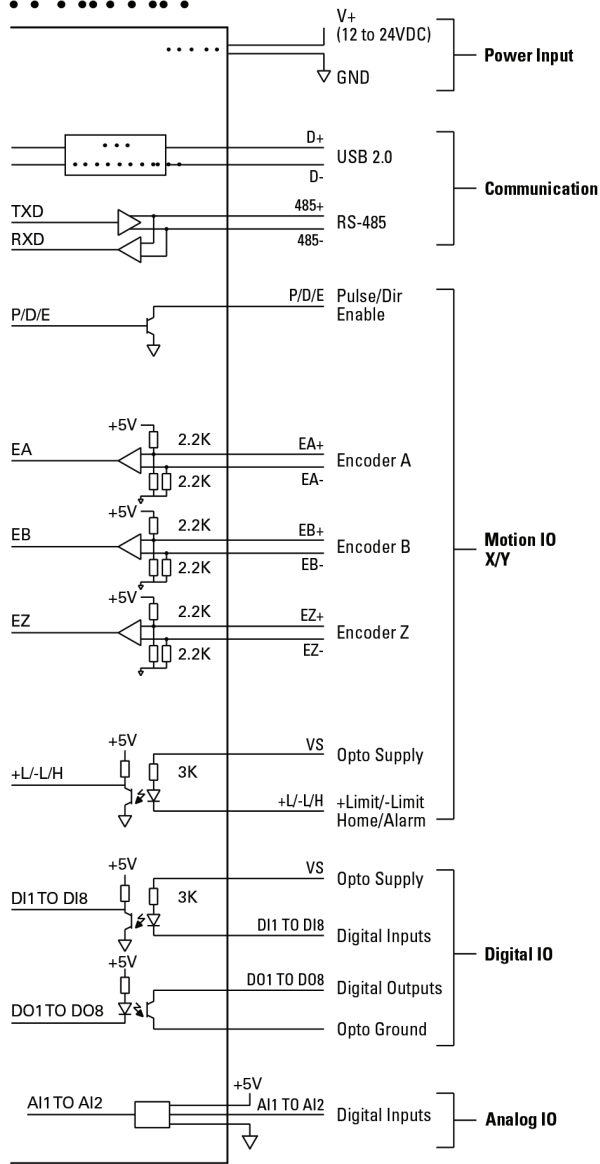 V+
(12 to 24VDC)
GND
Power Input
D+
USB 2.0
D-
Communication
TXD
485+
RS-485
RXD
485-
P/D/E
P/D/E
Pulse/Dir
Enable
+5V
2.2K
EA
EA+
Encoder A
2.2K
EA-
+5V
2.2K
EB
EB+
Encoder B
2.2K
EB-
Motion IO
X/Y
+5V
2.2K
EZ
EZ+
Encoder Z
2.2K
EZ-
+5V
VS
Opto Supply
+L/-L/H
3K
+L/-L/H
+Limit/-Limit
Home/Alarm
+5V
VS
Opto Supply
DI1 TO DI8
3K
DI1 TO DI8
Digital Inputs
Digital IO
+5V
DO1 TO DO8
Digital Outputs
DO1 TO DO8
Opto Ground
+5V
AI1 TO AI2
AI1 TO AI2
Digital Inputs
Analog IO